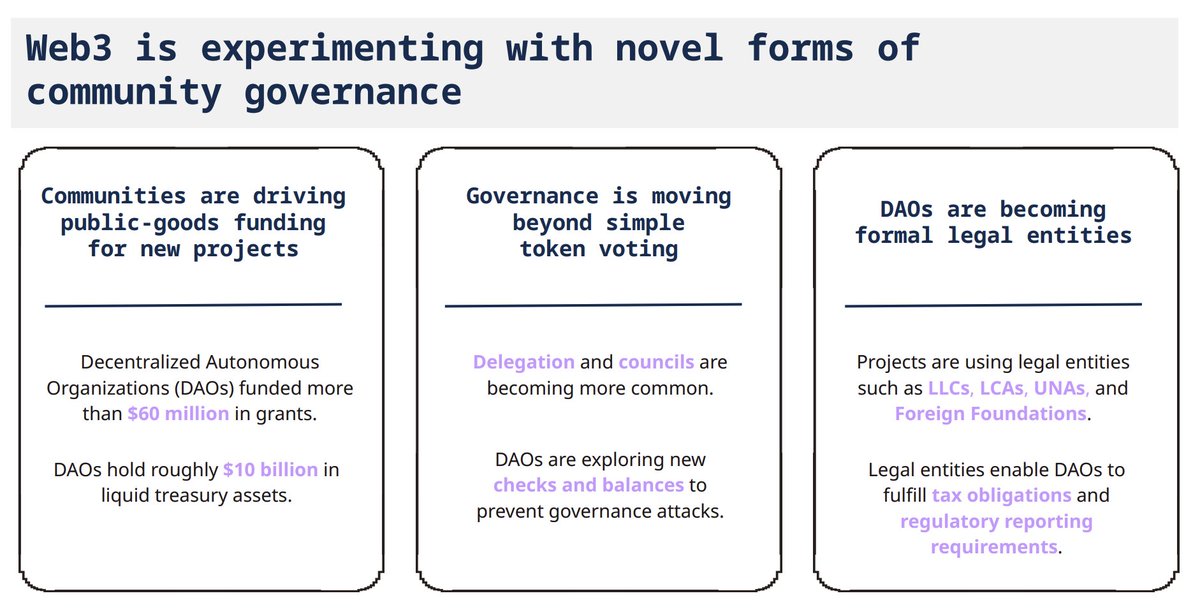 Web3 is experimenting with novel forms of
community governance
Communities are driving
public-goods funding
for new projects
Decentralized Autonomous
Organizations (DAOs) funded more
than $60 million in grants.
DAOs hold roughly $10 billion in
liquid treasury assets.
Governance is moving
beyond simple
token voting
Delegation and councils are
becoming more common.
DAOs are exploring new
checks and balances to
prevent governance attacks.
DAOs are becoming
formal legal entities
Projects are using legal entities
such as LLCs, LCAs, UNAs, and
Foreign Foundations.
Legal entities enable DAOs to
fulfill tax obligations and
regulatory reporting
requirements.